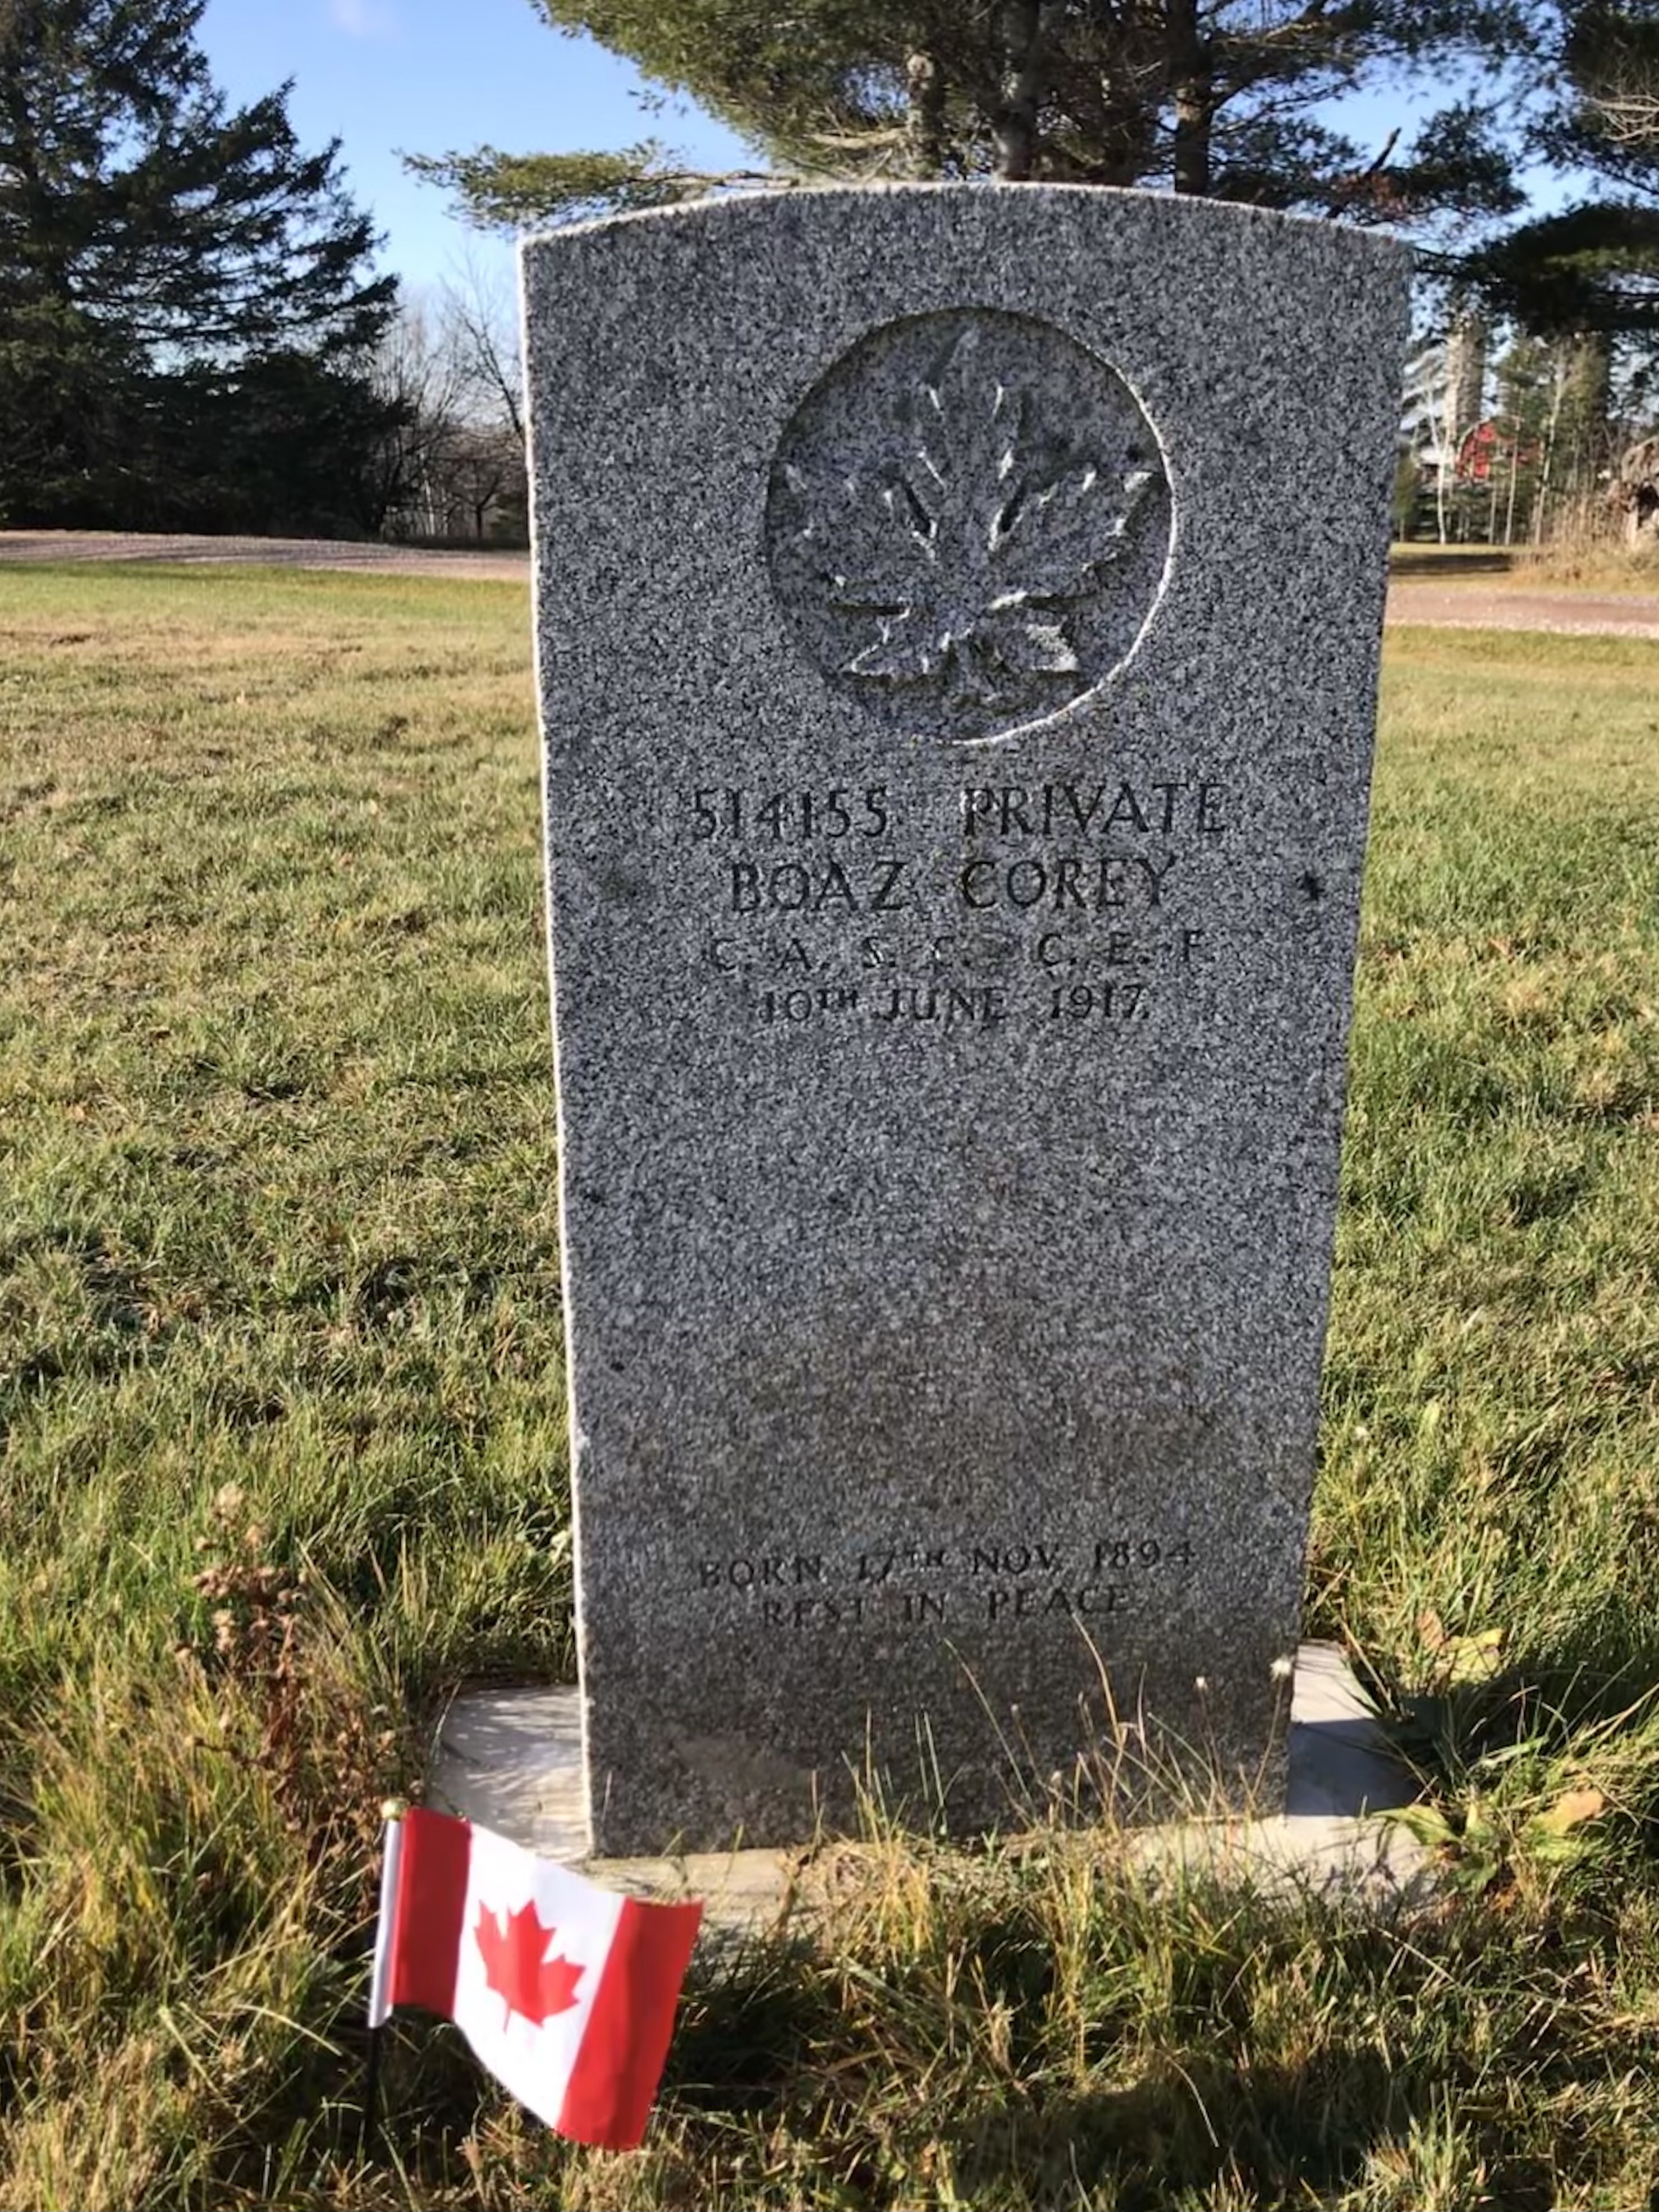 514155 PRIVATE
BOAZ COREY
C. A. S. C. C. E. F.
10TH JUNE 1917
BORN 17TH NOV. 1894
REST IN PEACE